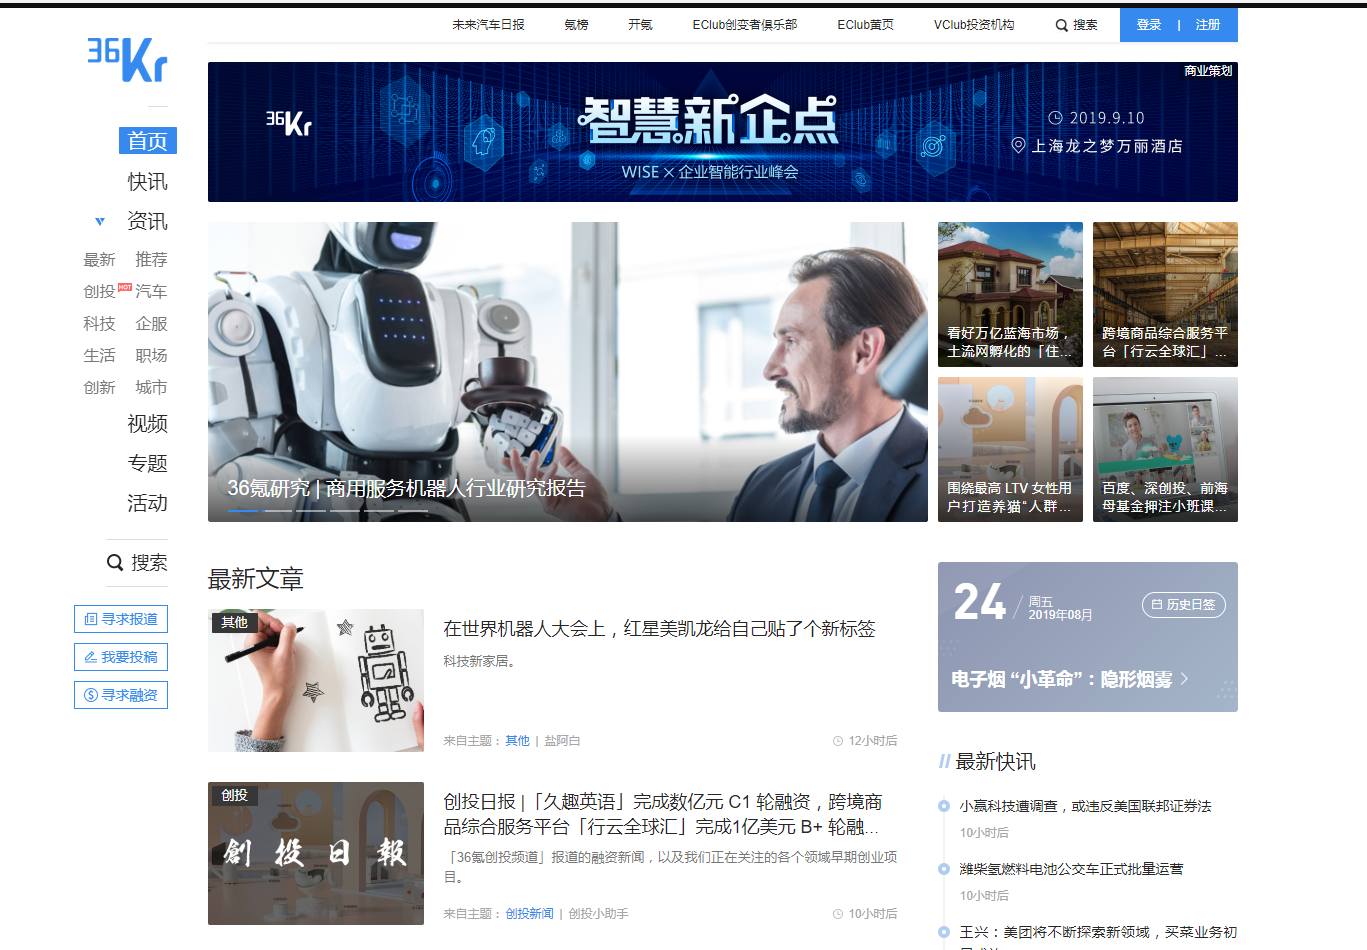 未来汽车日报
氪榜
开氪
EClub创变者俱乐部
EClub黄页
VClub投资机构
搜索
登录 | 注册
36Kr
首页
快讯
资讯
最新 推荐
创投 HOT 汽车
科技 企服
生活 职场
创新 城市
视频
专题
活动
搜索
寻求报道
我要投稿
寻求融资
商业策划
36Kr
智慧新企点
WISE × 企业智能行业峰会
2019.9.10
上海龙之梦万丽酒店
36氪研究 | 商用服务机器人行业研究报告
看好万亿蓝海市场，
土流网孵化的「住...
跨境商品综合服务平
台「行云全球汇」...
围绕最高 LTV 女性用
户打造养猫“人群...
百度、深创投、前海
母基金押注小班课...
最新文章
其他
在世界机器人大会上，红星美凯龙给自己贴了个新标签
科技新家居。
来自主题： 其他 | 盐阿白
12小时后
创投
創投日報
创投日报 |「久趣英语」完成数亿元 C1 轮融资，跨境商
品综合服务平台「行云全球汇」完成1亿美元 B+ 轮融...
「36氪创投频道」报道的融资新闻，以及我们正在关注的各个领域早期创业项
目。
来自主题： 创投新闻 | 创投小助手
10小时后
24
周五
2019年08月
历史日签
电子烟 “小革命”：隐形烟雾
最新快讯
小赢科技遭调查，或违反美国联邦证券法
10小时后
潍柴氢燃料电池公交车正式批量运营
10小时后
王兴：美团将不断探索新领域，买菜业务初